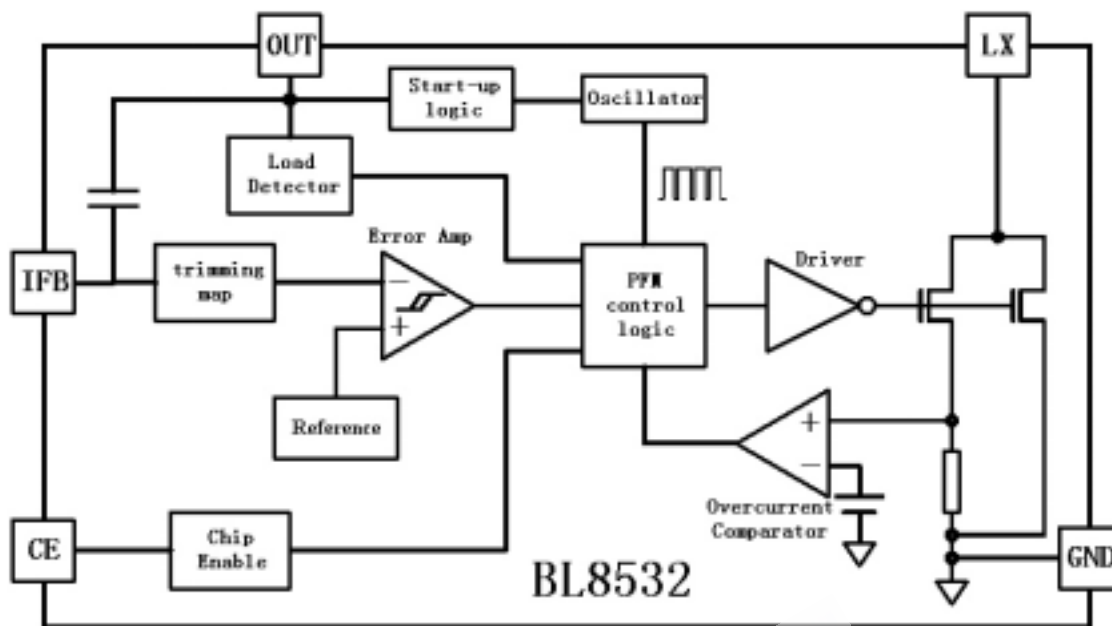 OUT
LX
Start-up
logic
Oscillator
Load
Detector
Error Amp
IFB
trimming
map
−
+
PFM
control
logic
Driver
Reference
+
−
Overcurrent
Comparator
CE
Chip
Enable
BL8532
GND